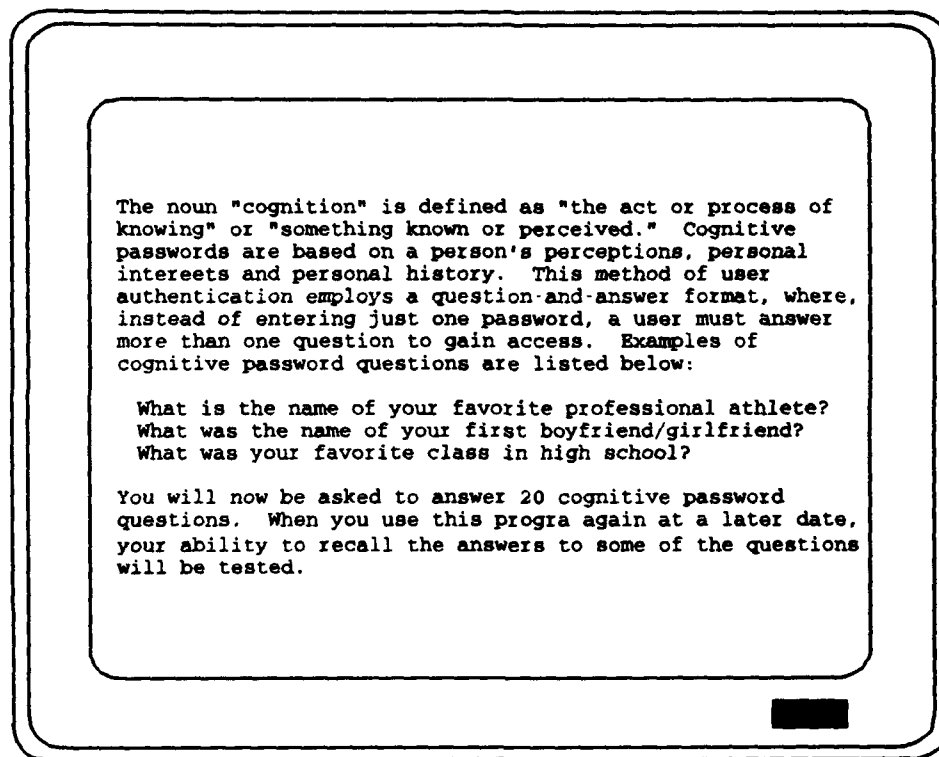 The noun "cognition" is defined as "the act or process of
knowing" or "something known or perceived."  Cognitive
passwords are based on a person's perceptions, personal
intereets and personal history.  This method of user
authentication employs a question-and-answer format, where,
instead of entering just one password, a user must answer
more than one question to gain access.  Examples of
cognitive password questions are listed below:
What is the name of your favorite professional athlete?
What was the name of your first boyfriend/girlfriend?
What was your favorite class in high school?
You will now be asked to answer 20 cognitive password
questions.  When you use this progra again at a later date,
your ability to recall the answers to some of the questions
will be tested.